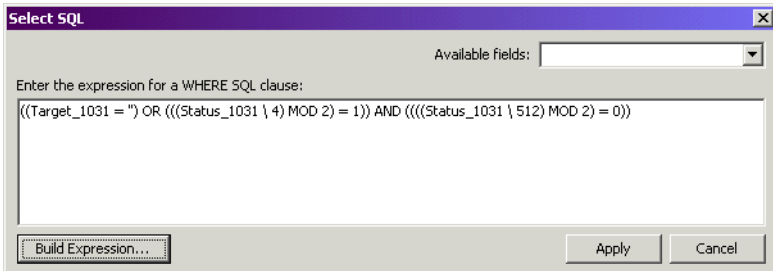 Select SQL
Available fields:
Enter the expression for a WHERE SQL clause:
((Target_1031 = '') OR (((Status_1031 \ 4) MOD 2) = 1)) AND ((((Status_1031 \ 512) MOD 2) = 0))
Build Expression... Apply Cancel